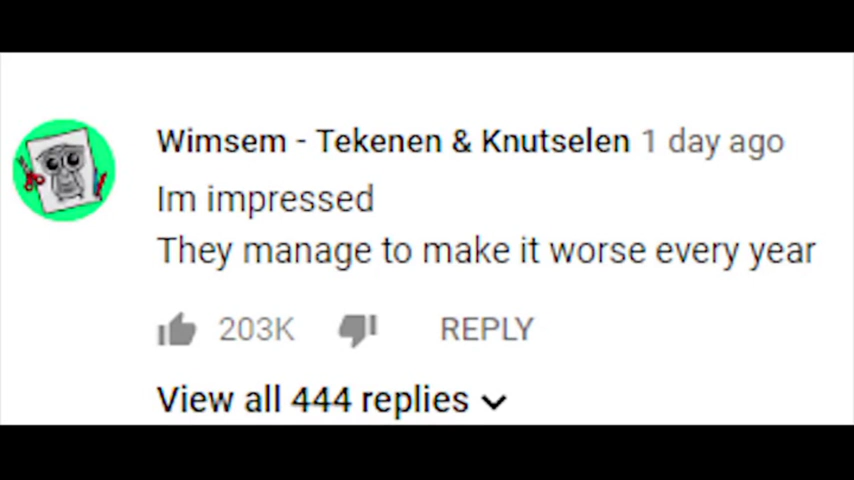 Wimsem - Tekenen & Knutselen 1 day ago
Im impressed
They manage to make it worse every year
203K REPLY
View all 444 replies